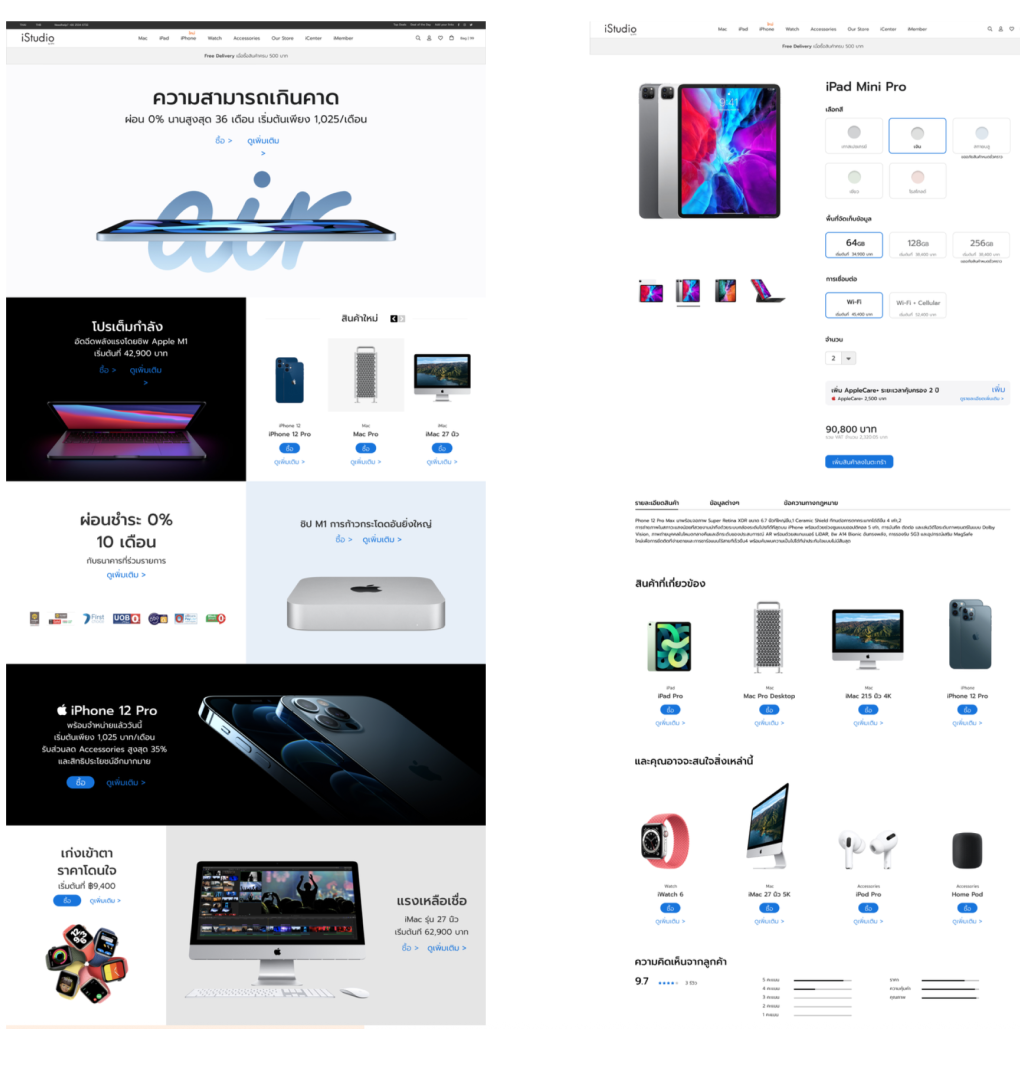 iStudio
Mac iPad iPhone Watch Accessories Our Store iCenter iMember
Free Delivery เมื่อซื้อสินค้าครบ 500 บาท
ความสามารถเกินคาด
ผ่อน 0% นานสูงสุด 36 เดือน เริ่มต้นเพียง 1,025/เดือน
ซื้อ > ดูเพิ่มเติม
>
air
โปรเต็มกำลัง
อัดฉีดพลังแรงโดยชิพ Apple M1
เริ่มต้นที่ 42,900 บาท
ซื้อ > ดูเพิ่มเติม
>
สินค้าใหม่
iPhone 12 Mac iMac
iPhone 12 Pro Mac Pro iMac 27 นิ้ว
ซื้อ ซื้อ ซื้อ
ดูเพิ่มเติม > ดูเพิ่มเติม > ดูเพิ่มเติม >
ผ่อนชำระ 0%
10 เดือน
กับธนาคารที่ร่วมรายการ
ดูเพิ่มเติม >
First
UOB
ชิป M1 การก้าวกระโดดอันยิ่งใหญ่
ซื้อ > ดูเพิ่มเติม >
iPhone 12 Pro
พร้อมจำหน่ายแล้ววันนี้
เริ่มต้นเพียง 1,025 บาท/เดือน
รับส่วนลด Accessories สูงสุด 35%
และสิทธิประโยชน์อีกมากมาย
ซื้อ ดูเพิ่มเติม >
เก่งเข้าตา
ราคาโดนใจ
เริ่มต้นที่ ฿9,400
ซื้อ ดูเพิ่มเติม >
แรงเหลือเชื่อ
iMac รุ่น 27 นิ้ว
เริ่มต้นที่ 62,900 บาท
ซื้อ > ดูเพิ่มเติม >
iStudio
Mac iPad iPhone Watch Accessories Our Store iCenter iMember
Free Delivery เมื่อซื้อสินค้าครบ 500 บาท
9:41
iPad Mini Pro
เลือกสี
เงิน
เขียว
พื้นที่จัดเก็บข้อมูล
64GB 128GB 256GB
การเชื่อมต่อ
Wi-Fi Wi-Fi + Cellular
จำนวน
2
เพิ่ม AppleCare+ ระยะเวลาคุ้มครอง 2 ปี เพิ่ม
AppleCare+ 2,500 บาท
90,800 บาท
เพิ่มสินค้าลงในตะกร้า
รายละเอียดสินค้า ข้อมูลต่างๆ ข้อความทางกฎหมาย
สินค้าที่เกี่ยวข้อง
iPad Mac Mac iPhone
iPad Pro Mac Pro Desktop iMac 21.5 นิ้ว 4K iPhone 12 Pro
ซื้อ ซื้อ ซื้อ ซื้อ
ดูเพิ่มเติม > ดูเพิ่มเติม > ดูเพิ่มเติม > ดูเพิ่มเติม >
และคุณอาจจะสนใจสิ่งเหล่านี้
Watch Mac Accessories Accessories
iWatch 6 iMac 27 นิ้ว 5K iPod Pro Home Pod
ซื้อ ซื้อ ซื้อ ซื้อ
ดูเพิ่มเติม > ดูเพิ่มเติม > ดูเพิ่มเติม > ดูเพิ่มเติม >
ความคิดเห็นจากลูกค้า
9.7 3 รีวิว
5 คะแนน ราคา
4 คะแนน ความคุ้มค่า
3 คะแนน คุณภาพ
2 คะแนน
1 คะแนน